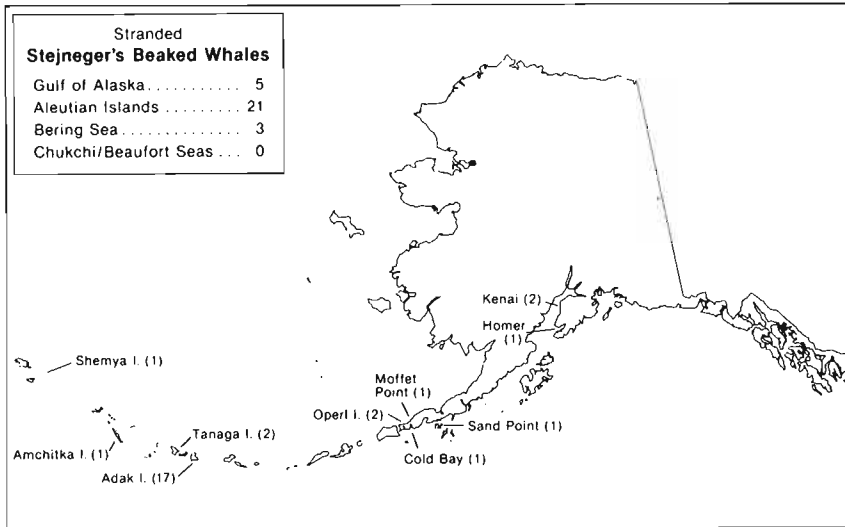 Stranded
Stejneger's Beaked Whales
Gulf of Alaska........... 5
Aleutian Islands ......... 21
Bering Sea.............. 3
Chukchi/Beaufort Seas... 0
Kenai (2)
Homer
(1)
Shemya I. (1)
Moffet
Point (1)
Operl I. (2)
Sand Point (1)
Tanaga I. (2)
Amchitka I. (1)
Cold Bay (1)
Adak I. (17)